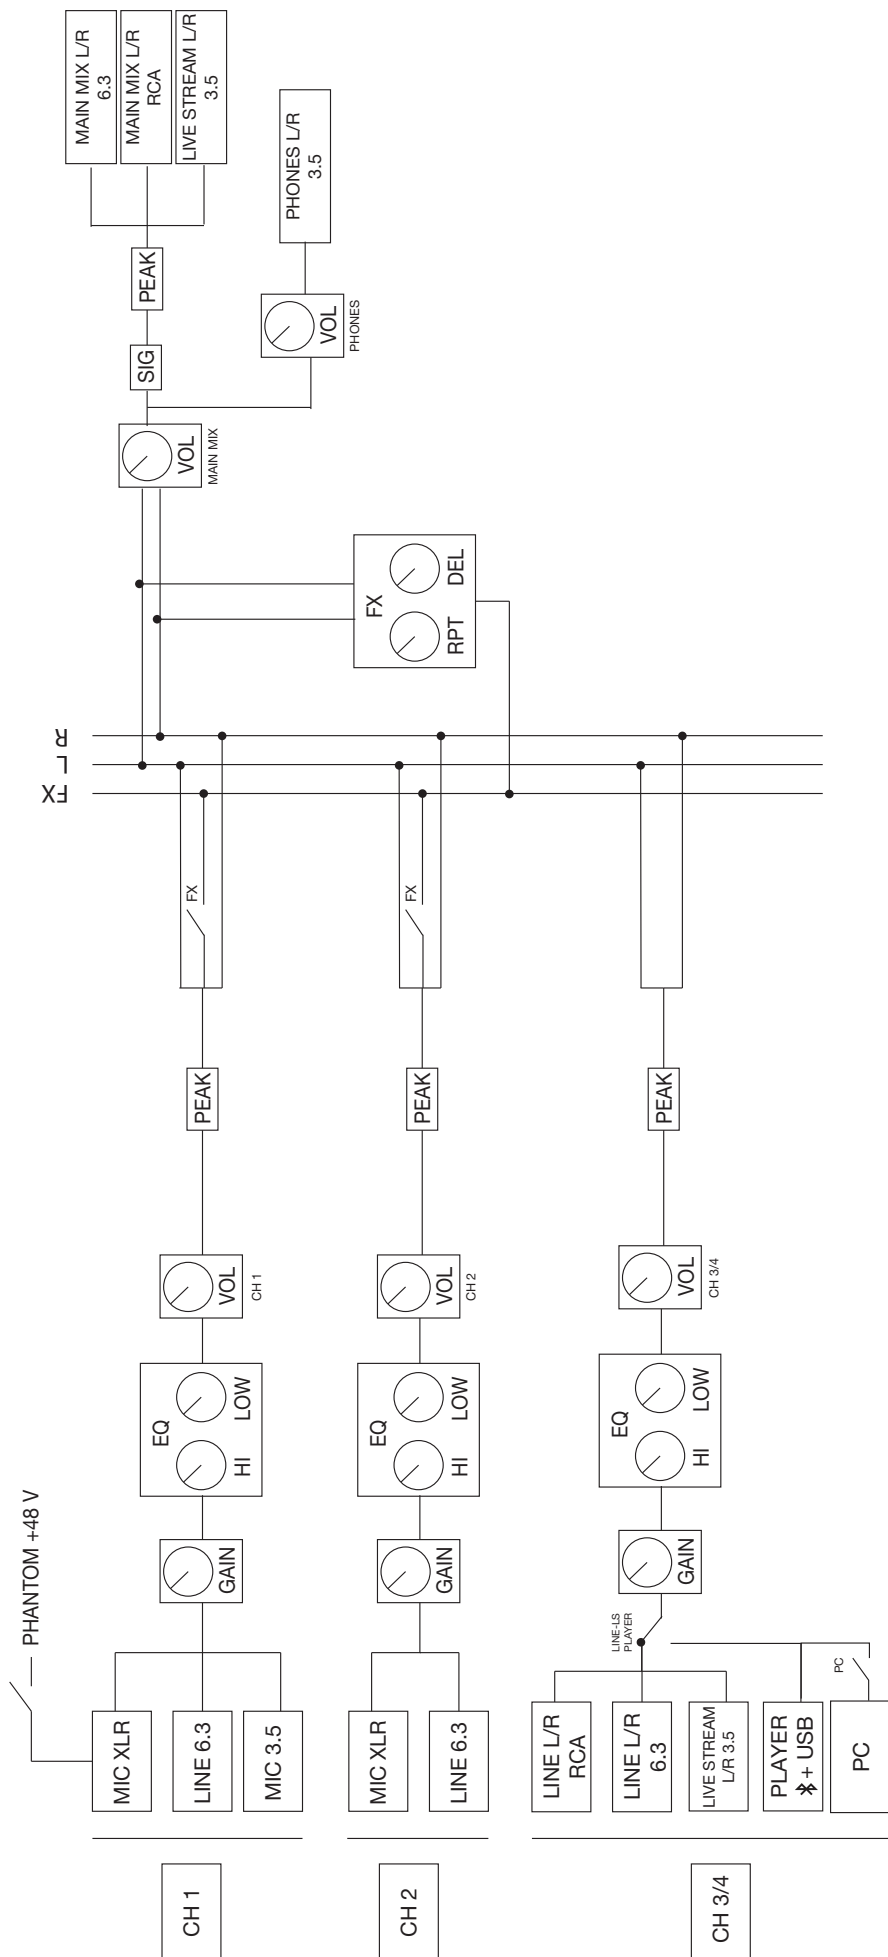 CH 1
MIC XLR
LINE 6.3
MIC 3.5
PHANTOM +48 V
GAIN
EQ
HI
LOW
VOL
CH 1
PEAK
FX
CH 2
MIC XLR
LINE 6.3
GAIN
EQ
HI
LOW
VOL
CH 2
PEAK
FX
CH 3/4
LINE L/R
RCA
LINE L/R
6.3
LIVE STREAM
L/R 3.5
PLAYER
+ USB
PC
LINE-LS
PLAYER
PC
GAIN
EQ
HI
LOW
VOL
CH 3/4
PEAK
FX
L
R
FX
RPT
DEL
VOL
MAIN MIX
SIG
PEAK
MAIN MIX L/R
6.3
MAIN MIX L/R
RCA
LIVE STREAM L/R
3.5
VOL
PHONES
PHONES L/R
3.5